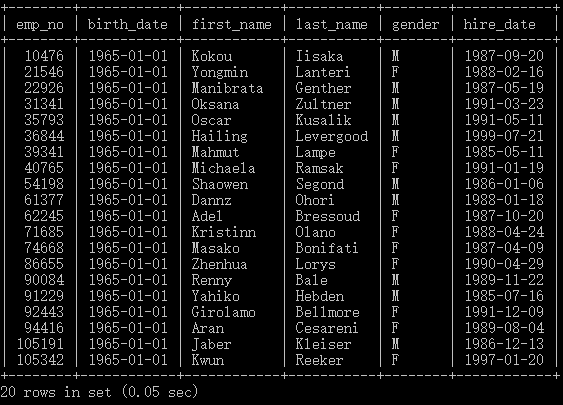 emp_no | birth_date | first_name | last_name | gender | hire_date
10476 | 1965-01-01 | Kokou | Iisaka | M | 1987-09-20
21546 | 1965-01-01 | Yongmin | Lanteri | F | 1988-02-16
22926 | 1965-01-01 | Manibrata | Genther | M | 1987-05-19
31341 | 1965-01-01 | Oksana | Zultner | M | 1991-03-23
35793 | 1965-01-01 | Oscar | Kusalik | M | 1991-05-11
36844 | 1965-01-01 | Hailing | Levergood | M | 1999-07-21
39341 | 1965-01-01 | Mahmut | Lampe | F | 1985-05-11
40765 | 1965-01-01 | Michaela | Ramsak | F | 1991-01-19
54198 | 1965-01-01 | Shaowen | Segond | M | 1986-01-06
61377 | 1965-01-01 | Dannz | Ohori | M | 1988-01-18
62245 | 1965-01-01 | Adel | Bressoud | F | 1987-10-20
71685 | 1965-01-01 | Kristinn | Olano | F | 1988-04-24
74668 | 1965-01-01 | Masako | Bonifati | F | 1987-04-09
86655 | 1965-01-01 | Zhenhua | Lorys | F | 1990-04-29
90084 | 1965-01-01 | Renny | Bale | M | 1989-11-22
91229 | 1965-01-01 | Yahiko | Hebden | M | 1985-07-16
92443 | 1965-01-01 | Girolamo | Bellmore | F | 1991-12-09
94416 | 1965-01-01 | Aran | Cesareni | F | 1989-08-04
105191 | 1965-01-01 | Jaber | Kleiser | M | 1986-12-13
105342 | 1965-01-01 | Kwun | Reeker | F | 1997-01-20
20 rows in set (0.05 sec)